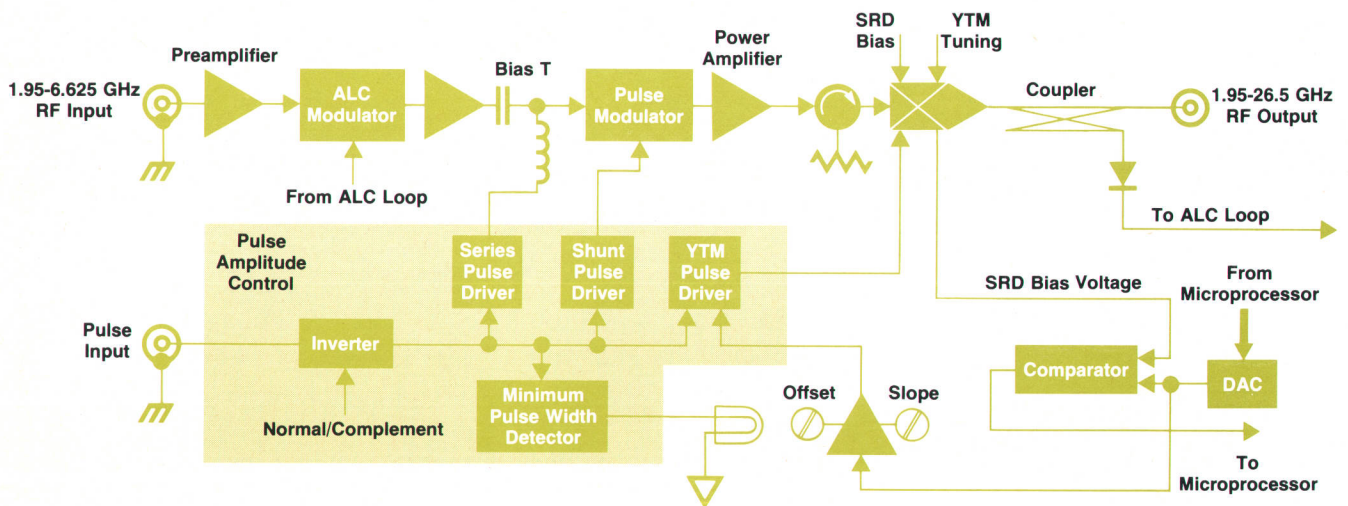 SRD
Bias
YTM
Tuning
Preamplifier
Power
Amplifier
Bias T
1.95-6.625 GHz
RF Input
ALC
Modulator
Pulse
Modulator
Coupler
1.95-26.5 GHz
RF Output
From ALC Loop
To ALC Loop
Pulse
Amplitude
Control
Series
Pulse
Driver
Shunt
Pulse
Driver
YTM
Pulse
Driver
SRD Bias Voltage
From
Microprocessor
Pulse
Input
Inverter
Comparator
DAC
Minimum
Pulse Width
Detector
Offset
Slope
Normal/Complement
To
Microprocessor